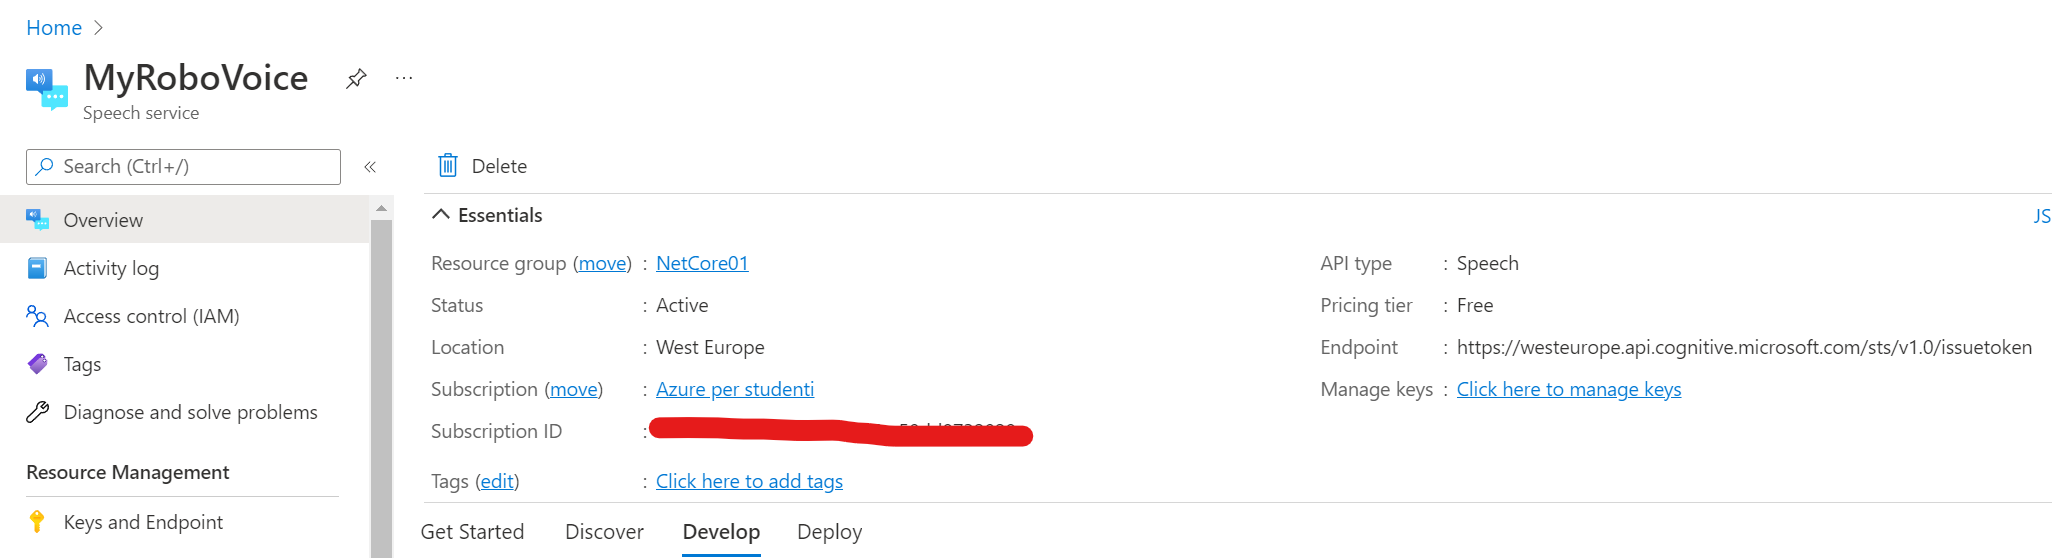 Home >
MyRoboVoice
Speech service
Search (Ctrl+/)
«
Overview
Activity log
Access control (IAM)
Tags
Diagnose and solve problems
Resource Management
Keys and Endpoint
Delete
Essentials
JS
Resource group (move) : NetCore01
Status : Active
Location : West Europe
Subscription (move) : Azure per studenti
Subscription ID :
Tags (edit) : Click here to add tags
API type : Speech
Pricing tier : Free
Endpoint : https://westeurope.api.cognitive.microsoft.com/sts/v1.0/issuetoken
Manage keys : Click here to manage keys
Get Started Discover Develop Deploy